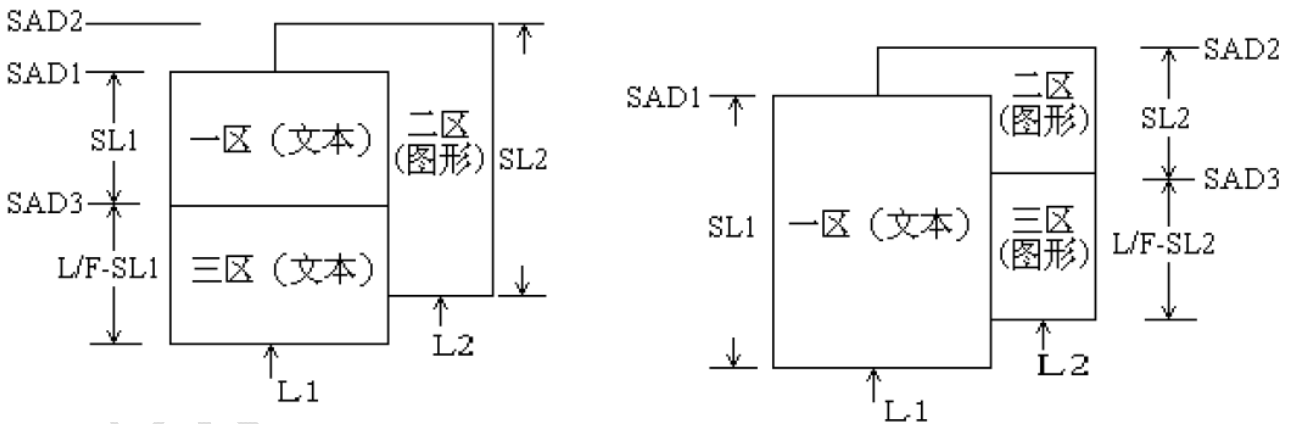 SAD2
SAD1
SL1
一区（文本）
二区
(图形)
SL2
SAD3
L/F-SL1
三区（文本）
L2
L1
SAD2
SAD1
二区
(图形)
SL2
SAD3
SL1
一区（文本）
三区
(图形)
L/F-SL2
L2
L1